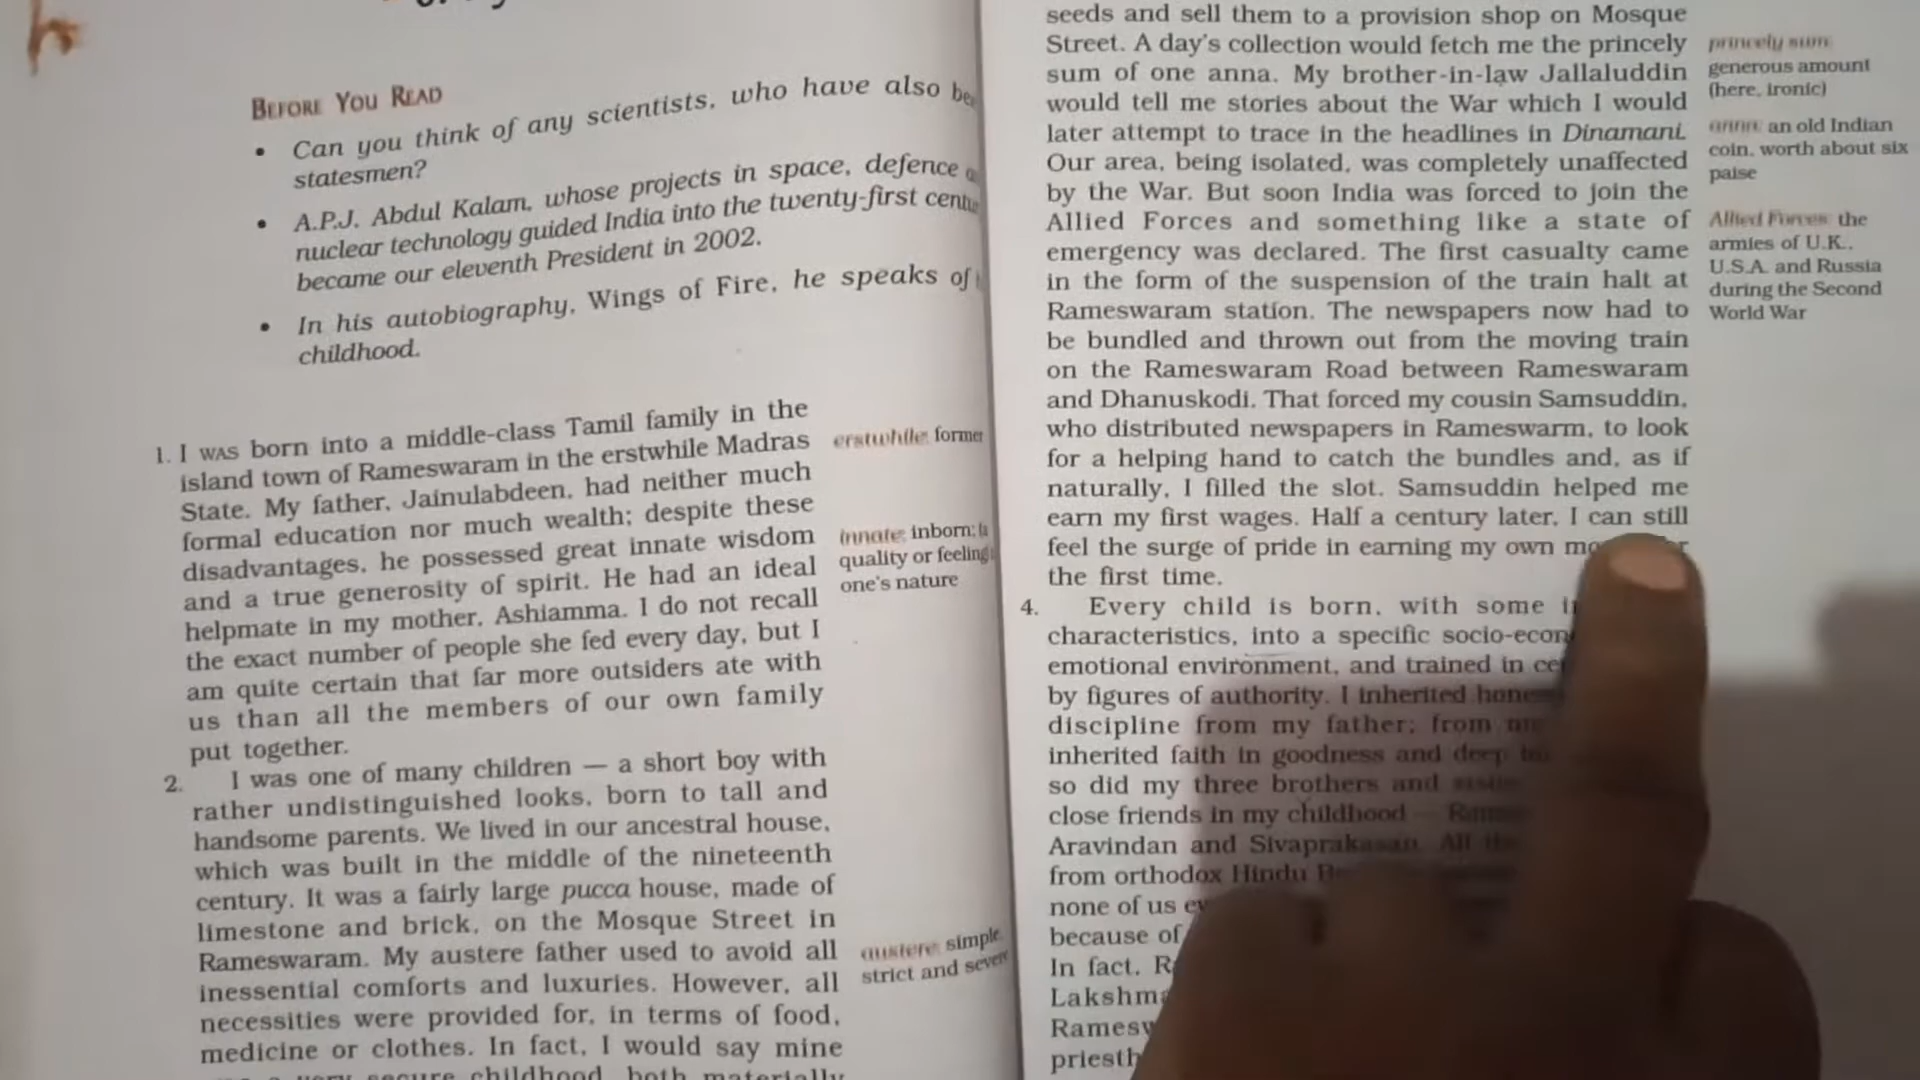 BEFORE YOU READ
• Can you think of any scientists, who have also
statesmen?
• A.P.J. Abdul Kalam, whose projects in space, defence
nuclear technology guided India into the twenty-first
became our eleventh President in 2002.
• In his autobiography, Wings of Fire, he speaks of
childhood.
1. I WAS born into a middle-class Tamil family in the
island town of Rameswaram in the erstwhile Madras
State. My father, Jainulabdeen, had neither much
formal education nor much wealth; despite these
disadvantages, he possessed great innate wisdom
and a true generosity of spirit. He had an ideal
helpmate in my mother, Ashiamma. I do not recall
the exact number of people she fed every day, but I
am quite certain that far more outsiders ate with
us than all the members of our own family
put together.
2. I was one of many children — a short boy with
rather undistinguished looks, born to tall and
handsome parents. We lived in our ancestral house,
which was built in the middle of the nineteenth
century. It was a fairly large pucca house, made of
limestone and brick, on the Mosque Street in
Rameswaram. My austere father used to avoid all
inessential comforts and luxuries. However, all
necessities were provided for, in terms of food,
medicine or clothes. In fact, I would say mine
secure childhood, both materially
erstwhile: former
innate: inborn;
quality or feeling
one's nature
austere: simple,
strict and severe
seeds and sell them to a provision shop on Mosque
Street. A day's collection would fetch me the princely
sum of one anna. My brother-in-law Jallaluddin
would tell me stories about the War which I would
later attempt to trace in the headlines in Dinamani.
Our area, being isolated, was completely unaffected
by the War. But soon India was forced to join the
Allied Forces and something like a state of
emergency was declared. The first casualty came
in the form of the suspension of the train halt at
Rameswaram station. The newspapers now had to
be bundled and thrown out from the moving train
on the Rameswaram Road between Rameswaram
and Dhanuskodi. That forced my cousin Samsuddin,
who distributed newspapers in Rameswarm, to look
for a helping hand to catch the bundles and, as if
naturally, I filled the slot. Samsuddin helped me
earn my first wages. Half a century later, I can still
feel the surge of pride in earning my own
the first time.
4. Every child is born, with some
characteristics, into a specific
emotional environment, and trained in
by figures of authority. I inherited
discipline from my father; from
inherited faith in goodness and deep
so did my three brothers and
close friends in my childhood —
Aravindan and Sivaprakasan. All
from orthodox Hindu
none of us
because of
In fact,
princely sum:
generous amount
(here, ironic)
anna: an old Indian
coin, worth about six
paise
Allied Forces: the
armies of U.K.,
U.S.A. and Russia
during the Second
World War